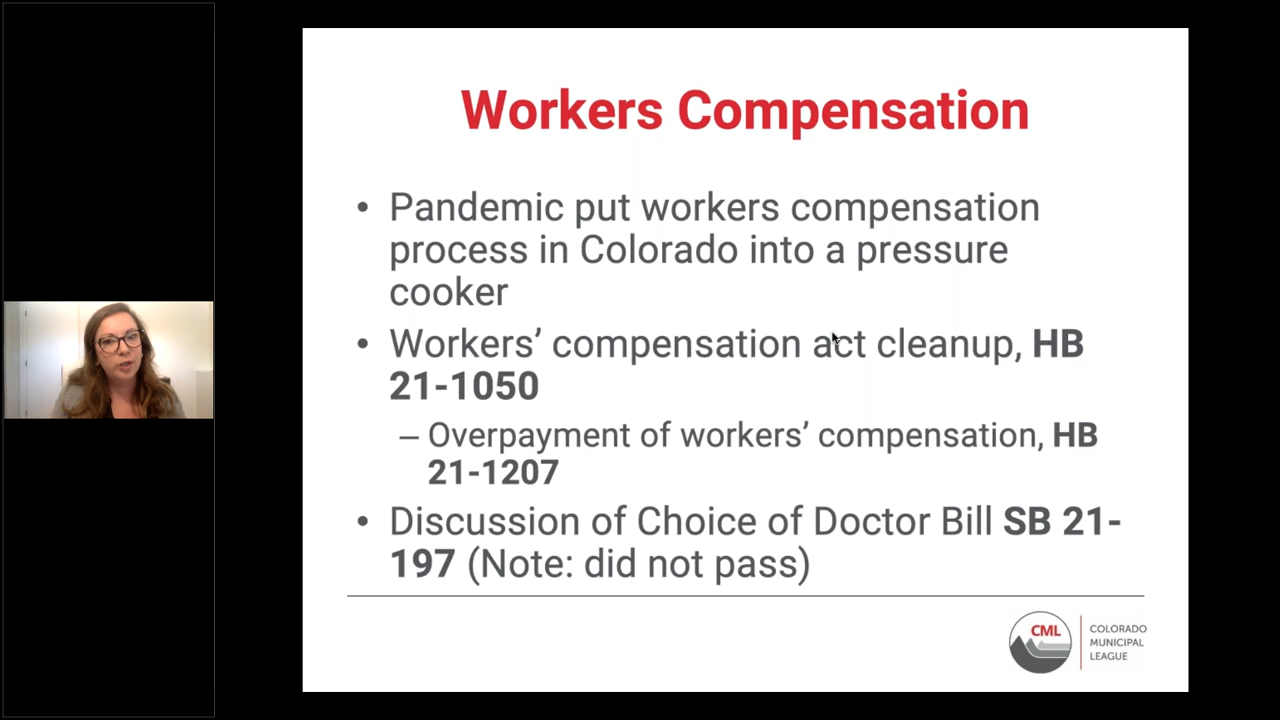 Workers Compensation
• Pandemic put workers compensation
process in Colorado into a pressure
cooker
• Workers’ compensation act cleanup, HB
21-1050
– Overpayment of workers’ compensation, HB
21-1207
• Discussion of Choice of Doctor Bill SB 21-
197 (Note: did not pass)
CML
COLORADO
MUNICIPAL
LEAGUE